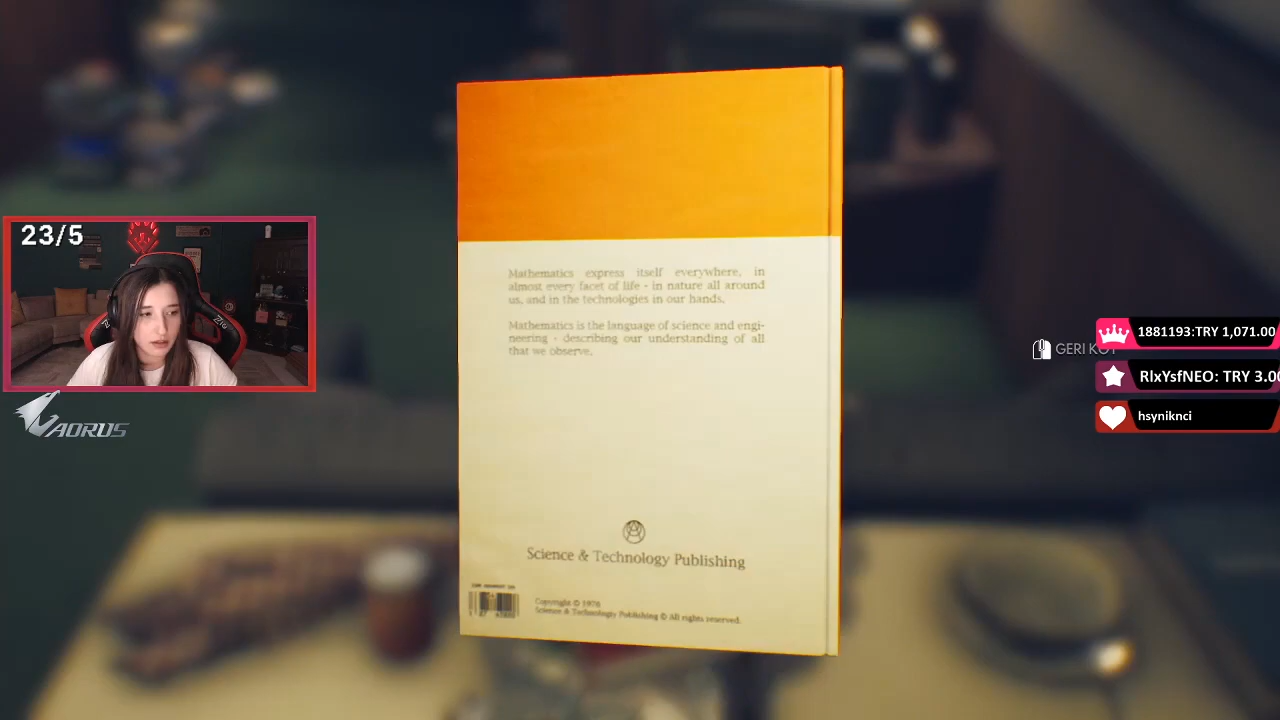 23/5
AORUS
Mathematics express itself everywhere, in
almost every facet of life - in nature all around
us, and in the technologies in our hands.
Mathematics is the language of science and engi-
neering - describing our understanding of all
that we observe.
Science & Technology Publishing
Copyright © 1976
Science & Technology Publishing © All rights reserved.
GERI KOY
1881193:TRY 1,071.00
RlxYsfNEO: TRY 3.00
hsyniknci